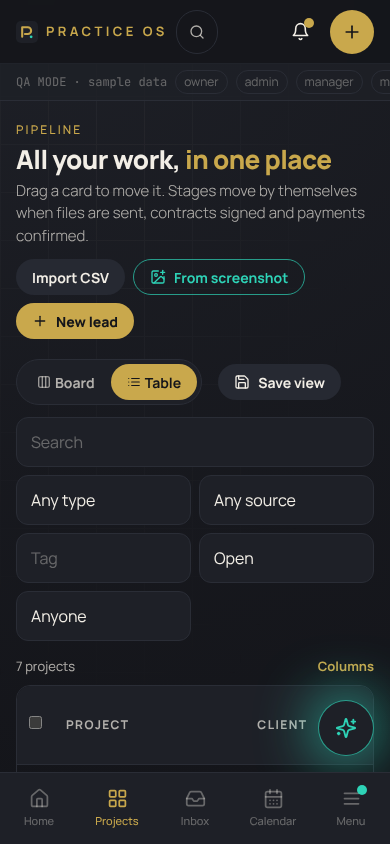 PRACTICE OS
QA MODE · sample data owner admin manager
PIPELINE
All your work, in one place
Drag a card to move it. Stages move by themselves
when files are sent, contracts signed and payments
confirmed.
Import CSV From screenshot
New lead
Board Table Save view
Search
Any type Any source
Tag Open
Anyone
7 projects Columns
PROJECT CLIENT
Home Projects Inbox Calendar Menu